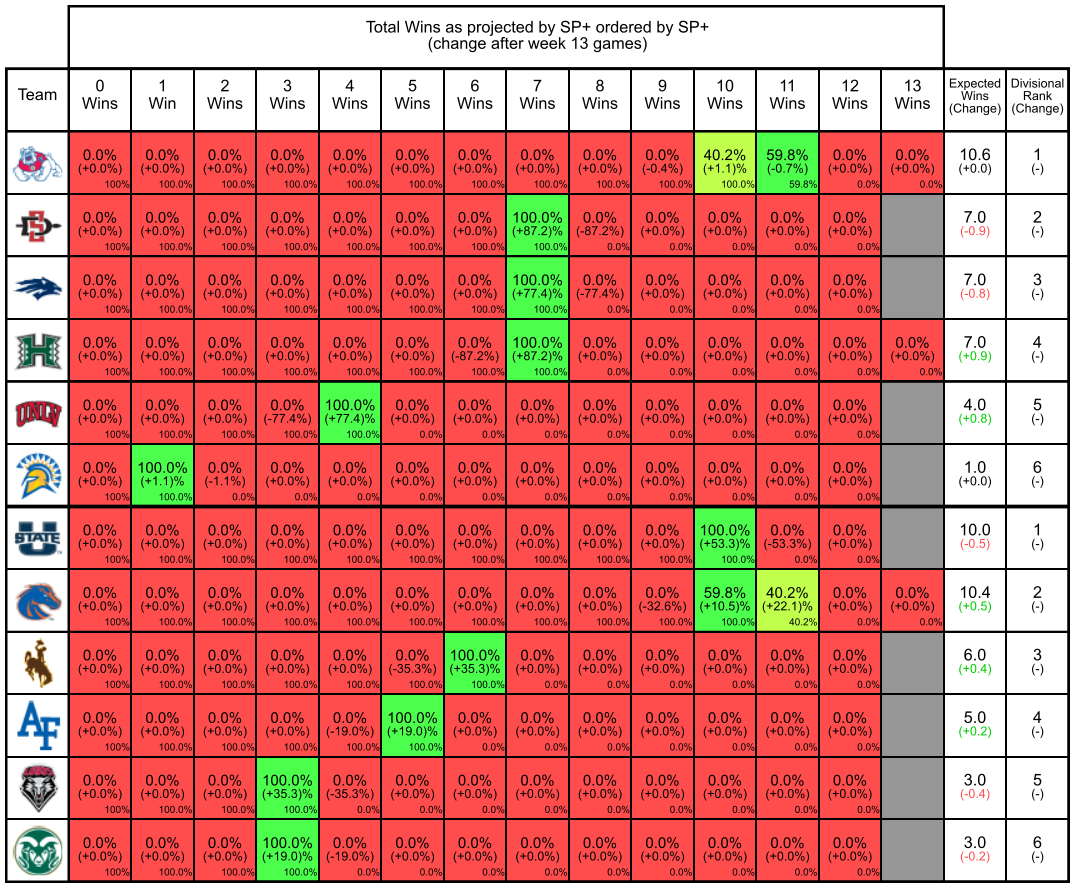 Total Wins as projected by SP+ ordered by SP+
(change after week 13 games)
Team 0 Wins 1 Win 2 Wins 3 Wins 4 Wins 5 Wins 6 Wins 7 Wins 8 Wins 9 Wins 10 Wins 11 Wins 12 Wins 13 Wins Expected Wins (Change) Divisional Rank (Change)
0.0% 0.0% 0.0% 0.0% 0.0% 0.0% 0.0% 0.0% 0.0% 0.0% 40.2% 59.8% 0.0% 0.0% 10.6 1
(+0.0%) (+0.0%) (+0.0%) (+0.0%) (+0.0%) (+0.0%) (+0.0%) (+0.0%) (+0.0%) (-0.4%) (+1.1)% (-0.7%) (+0.0%) (+0.0%) (+0.0) (-)
100% 100.0% 100.0% 100.0% 100.0% 100.0% 100.0% 100.0% 100.0% 100.0% 100.0% 59.8% 0.0% 0.0%
SD
0.0% 0.0% 0.0% 0.0% 0.0% 0.0% 0.0% 100.0% 0.0% 0.0% 0.0% 0.0% 0.0% 7.0 2
(+0.0%) (+0.0%) (+0.0%) (+0.0%) (+0.0%) (+0.0%) (+0.0%) (+87.2)% (-87.2%) (+0.0%) (+0.0%) (+0.0%) (+0.0%) (-0.9) (-)
100% 100.0% 100.0% 100.0% 100.0% 100.0% 100.0% 100.0% 0.0% 0.0% 0.0% 0.0% 0.0%
0.0% 0.0% 0.0% 0.0% 0.0% 0.0% 0.0% 100.0% 0.0% 0.0% 0.0% 0.0% 0.0% 7.0 3
(+0.0%) (+0.0%) (+0.0%) (+0.0%) (+0.0%) (+0.0%) (+0.0%) (+77.4)% (-77.4%) (+0.0%) (+0.0%) (+0.0%) (+0.0%) (-0.8) (-)
100% 100.0% 100.0% 100.0% 100.0% 100.0% 100.0% 100.0% 0.0% 0.0% 0.0% 0.0% 0.0%
H
0.0% 0.0% 0.0% 0.0% 0.0% 0.0% 0.0% 100.0% 0.0% 0.0% 0.0% 0.0% 0.0% 0.0% 7.0 4
(+0.0%) (+0.0%) (+0.0%) (+0.0%) (+0.0%) (+0.0%) (-87.2%) (+87.2)% (+0.0%) (+0.0%) (+0.0%) (+0.0%) (+0.0%) (+0.0%) (+0.9) (-)
100% 100.0% 100.0% 100.0% 100.0% 100.0% 100.0% 100.0% 0.0% 0.0% 0.0% 0.0% 0.0% 0.0%
UNLV
0.0% 0.0% 0.0% 0.0% 100.0% 0.0% 0.0% 0.0% 0.0% 0.0% 0.0% 0.0% 0.0% 4.0 5
(+0.0%) (+0.0%) (+0.0%) (-77.4%) (+77.4)% (+0.0%) (+0.0%) (+0.0%) (+0.0%) (+0.0%) (+0.0%) (+0.0%) (+0.0%) (+0.8) (-)
100% 100.0% 100.0% 100.0% 100.0% 0.0% 0.0% 0.0% 0.0% 0.0% 0.0% 0.0% 0.0%
0.0% 100.0% 0.0% 0.0% 0.0% 0.0% 0.0% 0.0% 0.0% 0.0% 0.0% 0.0% 0.0% 1.0 6
(+0.0%) (+1.1)% (-1.1%) (+0.0%) (+0.0%) (+0.0%) (+0.0%) (+0.0%) (+0.0%) (+0.0%) (+0.0%) (+0.0%) (+0.0%) (+0.0) (-)
100% 100.0% 0.0% 0.0% 0.0% 0.0% 0.0% 0.0% 0.0% 0.0% 0.0% 0.0% 0.0%
U STATE
0.0% 0.0% 0.0% 0.0% 0.0% 0.0% 0.0% 0.0% 0.0% 0.0% 100.0% 0.0% 0.0% 10.0 1
(+0.0%) (+0.0%) (+0.0%) (+0.0%) (+0.0%) (+0.0%) (+0.0%) (+0.0%) (+0.0%) (+0.0%) (+53.3)% (-53.3%) (+0.0%) (-0.5) (-)
100% 100.0% 100.0% 100.0% 100.0% 100.0% 100.0% 100.0% 100.0% 100.0% 100.0% 0.0% 0.0%
0.0% 0.0% 0.0% 0.0% 0.0% 0.0% 0.0% 0.0% 0.0% 0.0% 59.8% 40.2% 0.0% 0.0% 10.4 2
(+0.0%) (+0.0%) (+0.0%) (+0.0%) (+0.0%) (+0.0%) (+0.0%) (+0.0%) (+0.0%) (-32.6%) (+10.5)% (+22.1)% (+0.0%) (+0.0%) (+0.5) (-)
100% 100.0% 100.0% 100.0% 100.0% 100.0% 100.0% 100.0% 100.0% 100.0% 100.0% 40.2% 0.0% 0.0%
0.0% 0.0% 0.0% 0.0% 0.0% 0.0% 100.0% 0.0% 0.0% 0.0% 0.0% 0.0% 0.0% 6.0 3
(+0.0%) (+0.0%) (+0.0%) (+0.0%) (+0.0%) (-35.3%) (+35.3)% (+0.0%) (+0.0%) (+0.0%) (+0.0%) (+0.0%) (+0.0%) (+0.4) (-)
100% 100.0% 100.0% 100.0% 100.0% 100.0% 100.0% 0.0% 0.0% 0.0% 0.0% 0.0% 0.0%
AF
0.0% 0.0% 0.0% 0.0% 0.0% 100.0% 0.0% 0.0% 0.0% 0.0% 0.0% 0.0% 0.0% 5.0 4
(+0.0%) (+0.0%) (+0.0%) (+0.0%) (-19.0%) (+19.0)% (+0.0%) (+0.0%) (+0.0%) (+0.0%) (+0.0%) (+0.0%) (+0.0%) (+0.2) (-)
100% 100.0% 100.0% 100.0% 100.0% 100.0% 0.0% 0.0% 0.0% 0.0% 0.0% 0.0% 0.0%
0.0% 0.0% 0.0% 100.0% 0.0% 0.0% 0.0% 0.0% 0.0% 0.0% 0.0% 0.0% 0.0% 3.0 5
(+0.0%) (+0.0%) (+0.0%) (+35.3)% (-35.3%) (+0.0%) (+0.0%) (+0.0%) (+0.0%) (+0.0%) (+0.0%) (+0.0%) (+0.0%) (-0.4) (-)
100% 100.0% 100.0% 100.0% 0.0% 0.0% 0.0% 0.0% 0.0% 0.0% 0.0% 0.0% 0.0%
0.0% 0.0% 0.0% 100.0% 0.0% 0.0% 0.0% 0.0% 0.0% 0.0% 0.0% 0.0% 0.0% 3.0 6
(+0.0%) (+0.0%) (+0.0%) (+19.0)% (-19.0%) (+0.0%) (+0.0%) (+0.0%) (+0.0%) (+0.0%) (+0.0%) (+0.0%) (+0.0%) (-0.2) (-)
100% 100.0% 100.0% 100.0% 0.0% 0.0% 0.0% 0.0% 0.0% 0.0% 0.0% 0.0% 0.0%